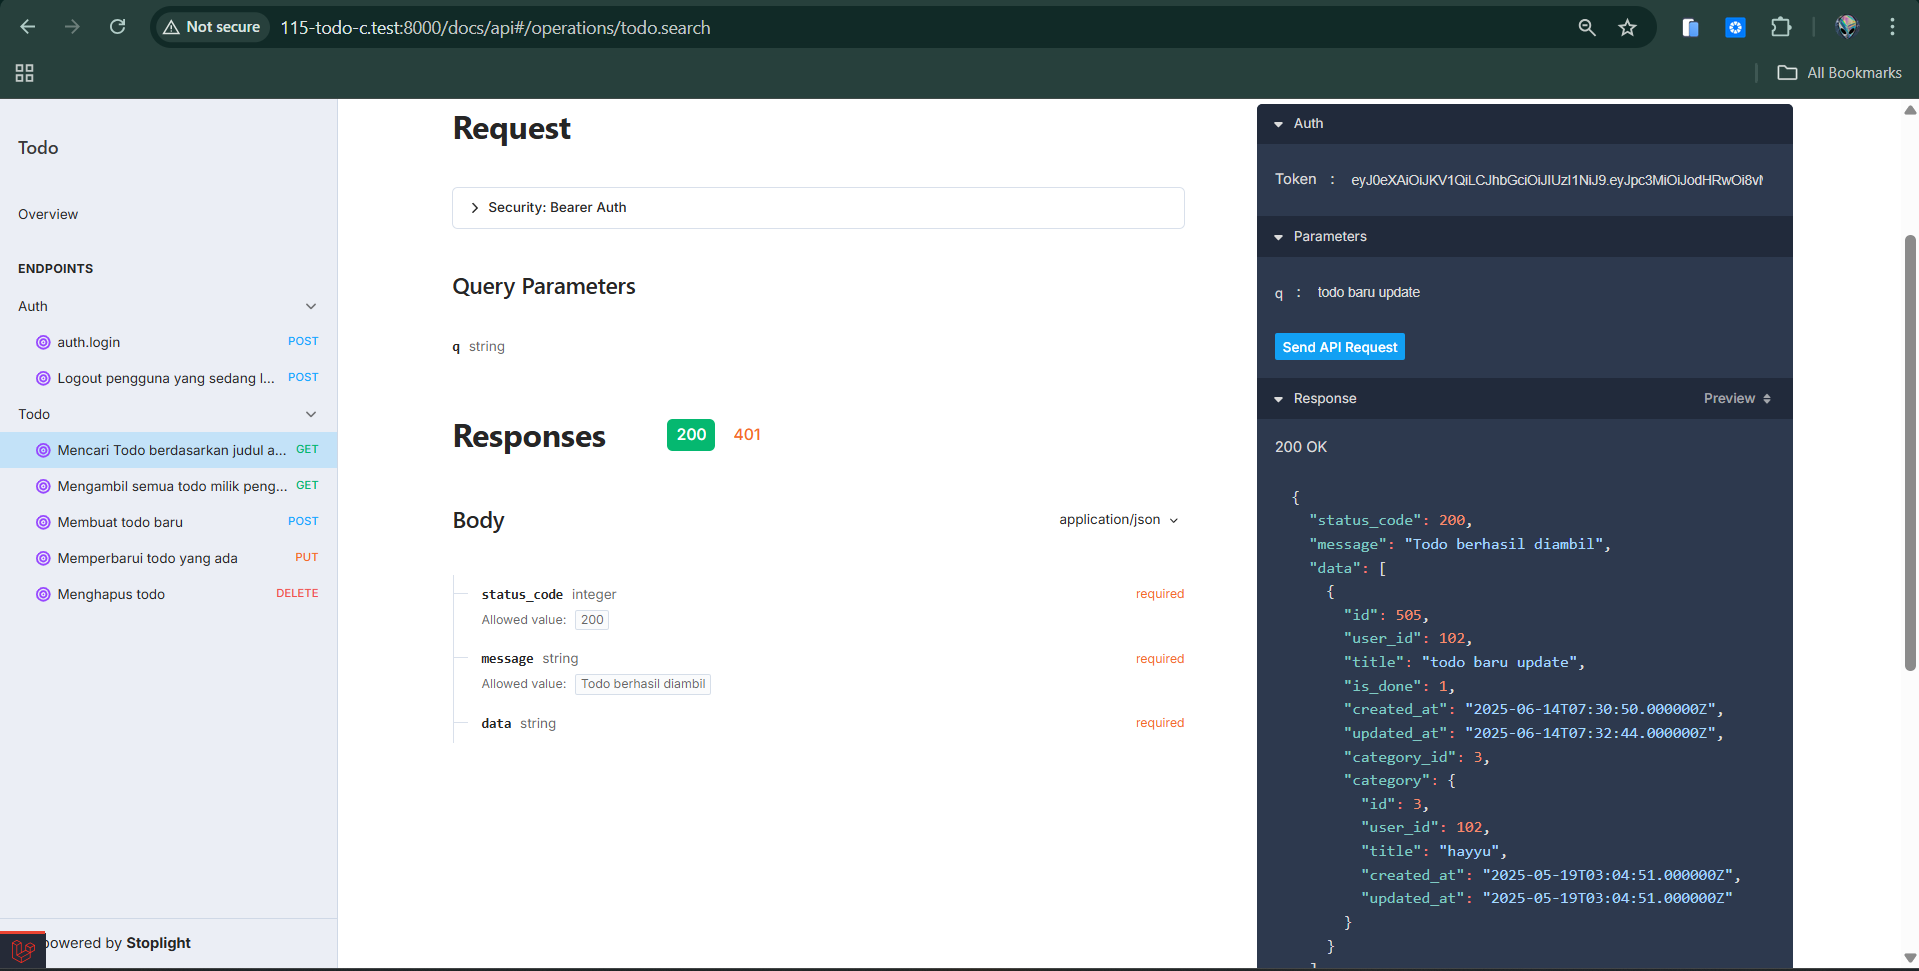 Not secure
115-todo-c.test:8000/docs/api#/operations/todo.search
All Bookmarks
Todo
Overview
ENDPOINTS
Auth
auth.login POST
Logout pengguna yang sedang l... POST
Todo
Mencari Todo berdasarkan judul a... GET
Mengambil semua todo milik peng... GET
Membuat todo baru POST
Memperbarui todo yang ada PUT
Menghapus todo DELETE
powered by Stoplight
Request
Security: Bearer Auth
Query Parameters
q string
Responses 200 401
Body application/json
status_code integer required
Allowed value: 200
message string required
Allowed value: Todo berhasil diambil
data string required
Auth
Token : eyJ0eXAiOiJKV1QiLCJhbGciOiJIUzI1NiJ9.eyJpc3MiOiJodHRwOi8v
Parameters
q : todo baru update
Send API Request
Response Preview
200 OK
{
"status_code": 200,
"message": "Todo berhasil diambil",
"data": [
{
"id": 505,
"user_id": 102,
"title": "todo baru update",
"is_done": 1,
"created_at": "2025-06-14T07:30:50.000000Z",
"updated_at": "2025-06-14T07:32:44.000000Z",
"category_id": 3,
"category": {
"id": 3,
"user_id": 102,
"title": "hayyu",
"created_at": "2025-05-19T03:04:51.000000Z",
"updated_at": "2025-05-19T03:04:51.000000Z"
}
}
]